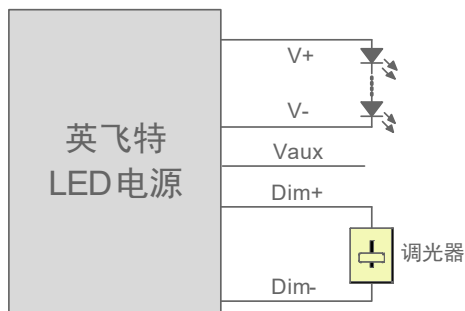 英飞特
LED电源
V+
V-
Vaux
Dim+
Dim-
调光器